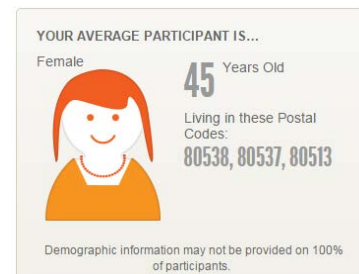 YOUR AVERAGE PARTICIPANT IS...
Female
45 Years Old
Living in these Postal
Codes:
80538, 80537, 80513
Demographic information may not be provided on 100%
of participants.